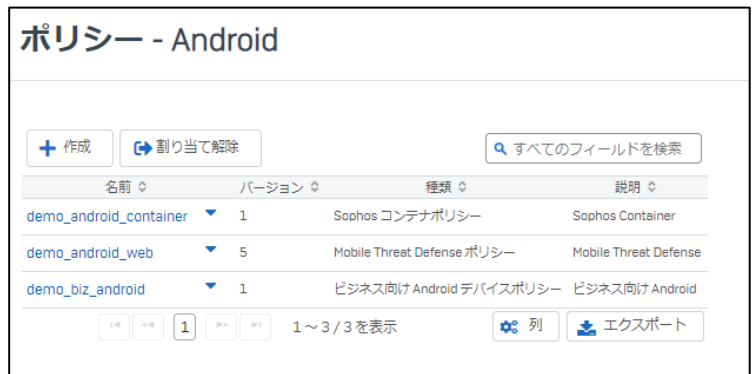 ポリシー - Android
作成 割り当て解除 すべてのフィールドを検索
名前 バージョン 種類 説明
demo_android_container 1 Sophos コンテナポリシー Sophos Container
demo_android_web 5 Mobile Threat Defense ポリシー Mobile Threat Defense
demo_biz_android 1 ビジネス向け Android デバイスポリシー ビジネス向け Android
1 1～3 / 3 を表示 列 エクスポート